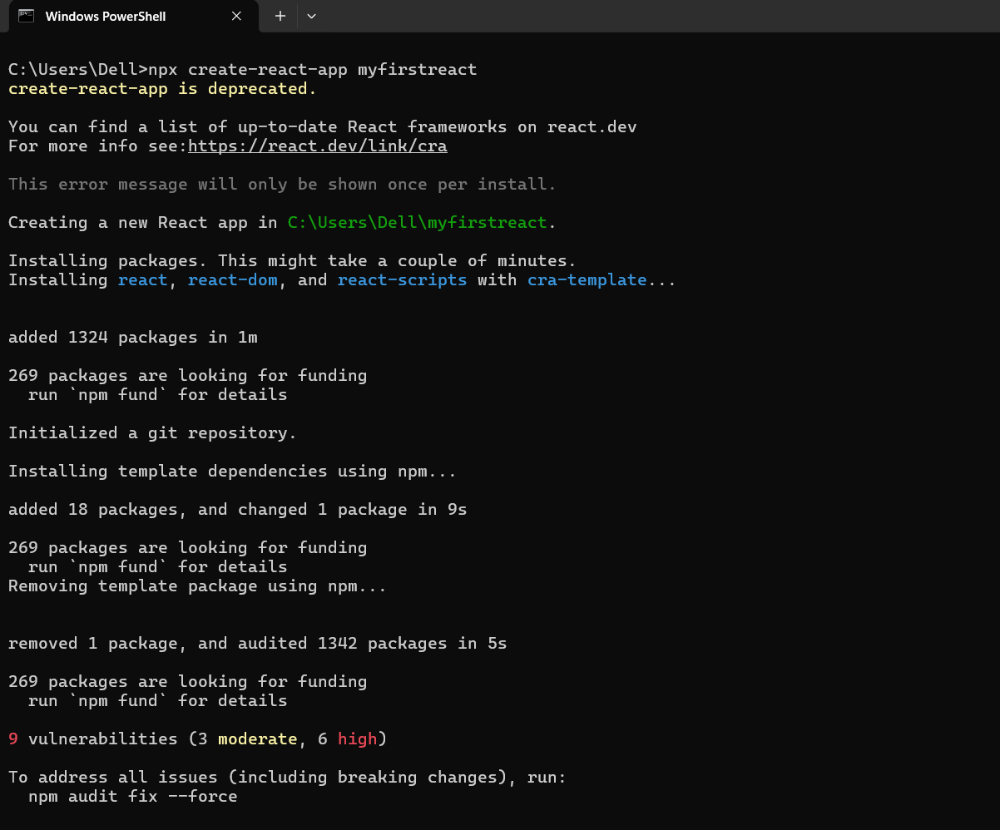 Windows PowerShell
C:\Users\Dell>npx create-react-app myfirstreact
create-react-app is deprecated.
You can find a list of up-to-date React frameworks on react.dev
For more info see:https://react.dev/link/cra
This error message will only be shown once per install.
Creating a new React app in C:\Users\Dell\myfirstreact.
Installing packages. This might take a couple of minutes.
Installing react, react-dom, and react-scripts with cra-template...
added 1324 packages in 1m
269 packages are looking for funding
  run `npm fund` for details
Initialized a git repository.
Installing template dependencies using npm...
added 18 packages, and changed 1 package in 9s
269 packages are looking for funding
  run `npm fund` for details
Removing template package using npm...
removed 1 package, and audited 1342 packages in 5s
269 packages are looking for funding
  run `npm fund` for details
9 vulnerabilities (3 moderate, 6 high)
To address all issues (including breaking changes), run:
  npm audit fix --force